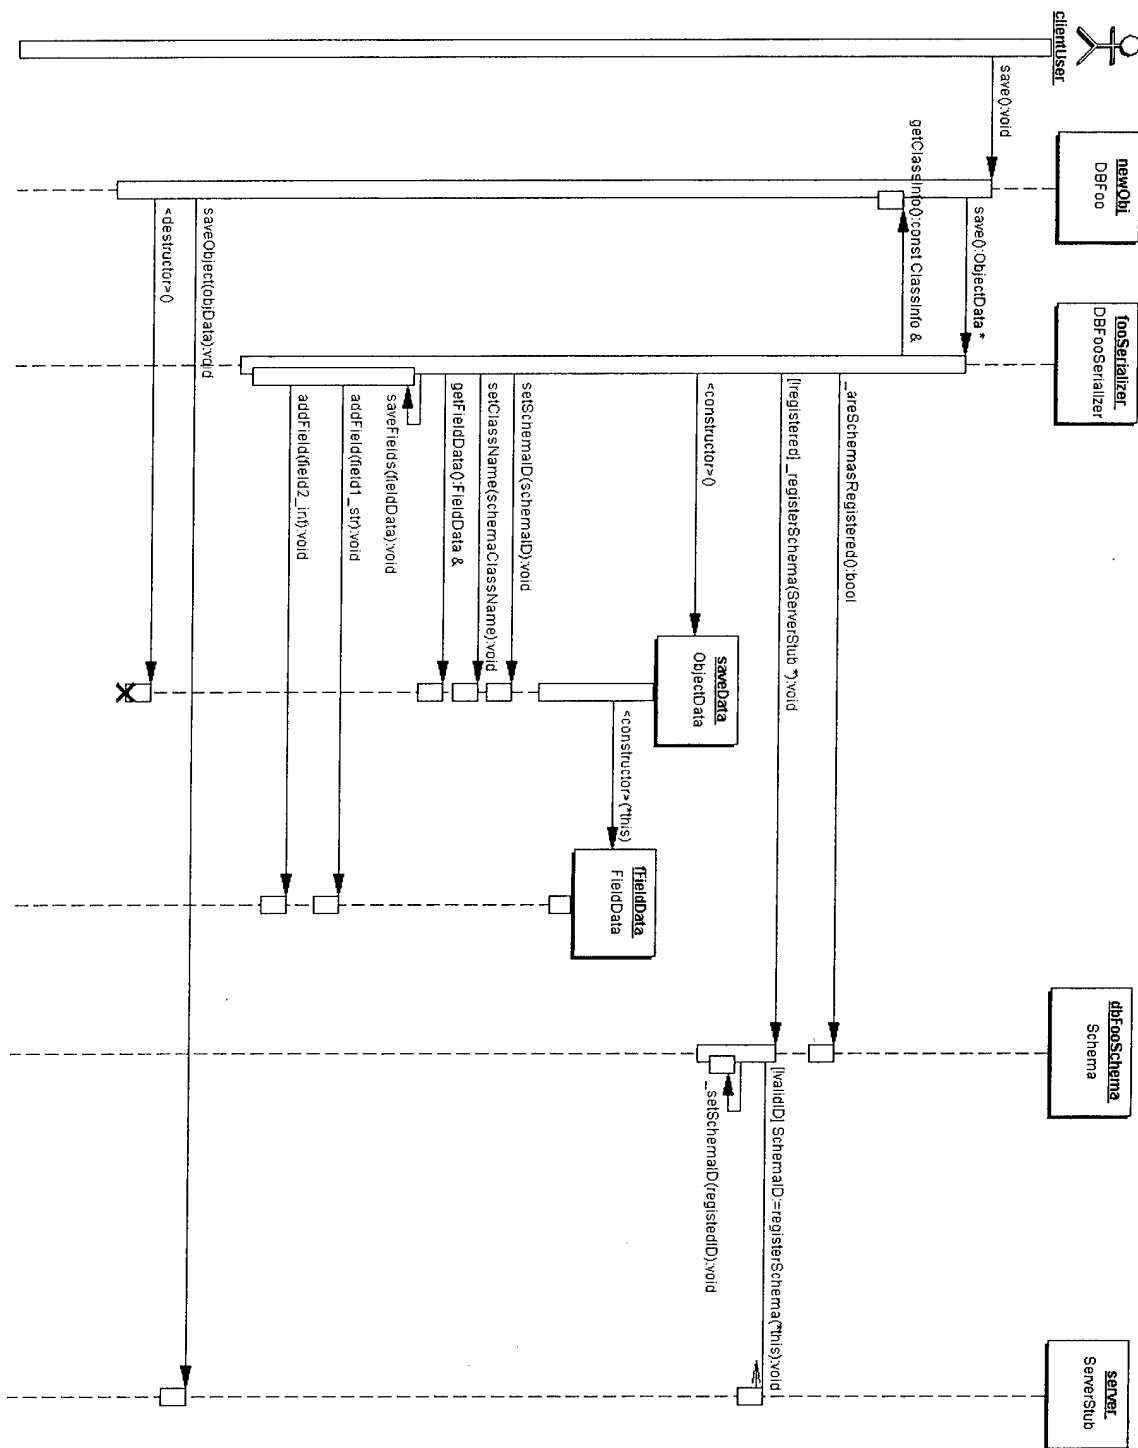 clientUser
newObj
DBFoo
fooSerializer
DBFooSerializer
saveData
ObjectData
fFieldData
FieldData
dbFooSchema
Schema
server
ServerStub
save():void
save():ObjectData *
getClassInfo():const ClassInfo &
_areSchemasRegistered():bool
[!registered] _registerSchema(ServerStub *):void
[!validID] SchemaID:=registerSchema(*this):void
_setSchemaID(registedID):void
<constructor>()
<constructor>(*this)
setSchemaID(schemaID):void
setClassName(schemaClassName):void
getFieldData():FieldData &
saveFields(fieldData):void
addField(field1_str):void
addField(field2_int):void
saveObject(objData):void
<destructor>()